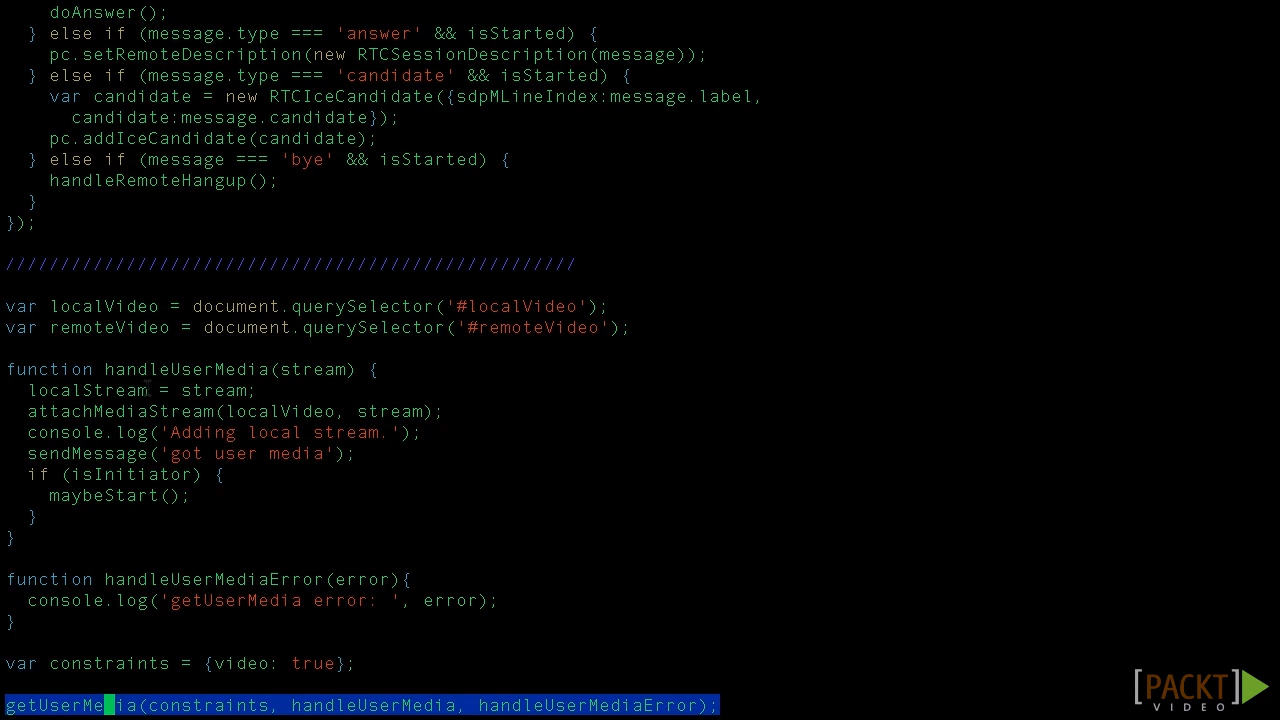 doAnswer();
  } else if (message.type === 'answer' && isStarted) {
    pc.setRemoteDescription(new RTCSessionDescription(message));
  } else if (message.type === 'candidate' && isStarted) {
    var candidate = new RTCIceCandidate({sdpMLineIndex:message.label,
      candidate:message.candidate});
    pc.addIceCandidate(candidate);
  } else if (message === 'bye' && isStarted) {
    handleRemoteHangup();
  }
});
////////////////////////////////////////////////////
var localVideo = document.querySelector('#localVideo');
var remoteVideo = document.querySelector('#remoteVideo');
function handleUserMedia(stream) {
  localStream = stream;
  attachMediaStream(localVideo, stream);
  console.log('Adding local stream.');
  sendMessage('got user media');
  if (isInitiator) {
    maybeStart();
  }
}
function handleUserMediaError(error){
  console.log('getUserMedia error: ', error);
}
var constraints = {video: true};
getUserMedia(constraints, handleUserMedia, handleUserMediaError);
[PACKT]
VIDEO